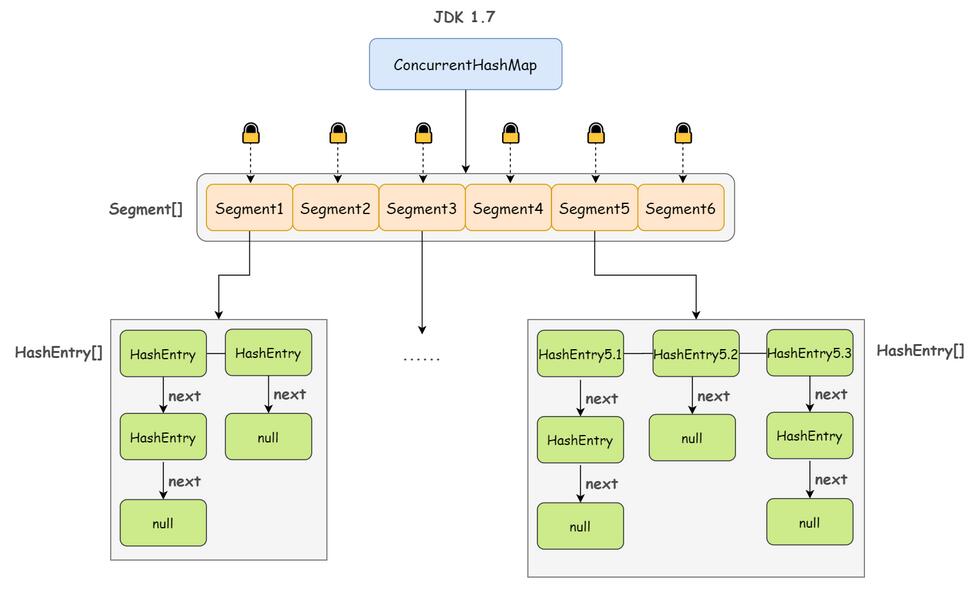 JDK 1.7
ConcurrentHashMap
Segment[]
Segment1 Segment2 Segment3 Segment4 Segment5 Segment6
HashEntry[]
HashEntry HashEntry
next next
HashEntry null
next
null
......
HashEntry5.1 HashEntry5.2 HashEntry5.3
HashEntry[]
next next next
HashEntry null HashEntry
next next
null null